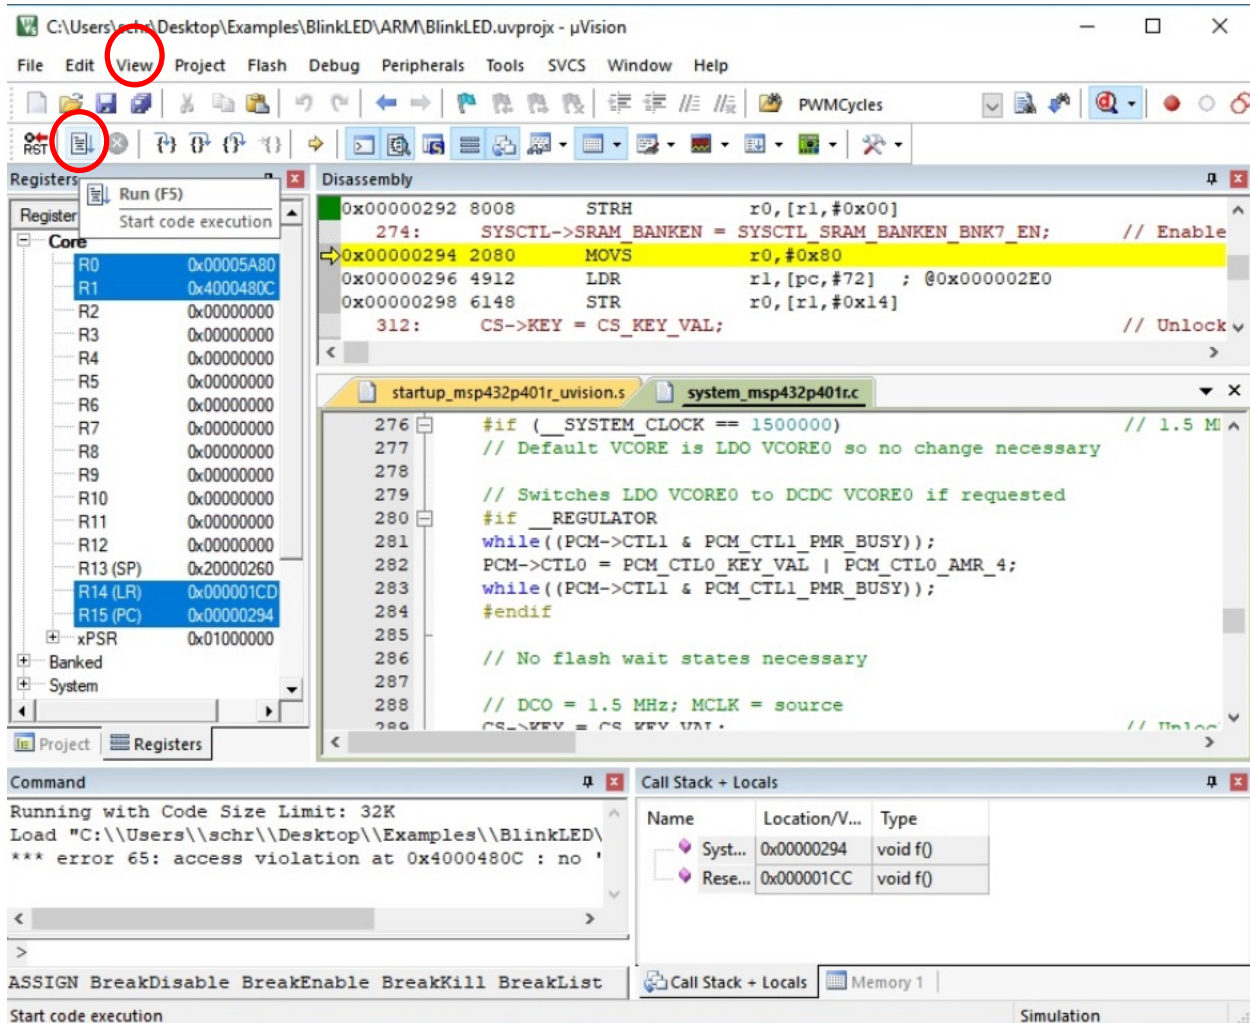 C:\Users\schr\Desktop\Examples\BlinkLED\ARM\BlinkLED.uvprojx - µVision
File Edit View Project Flash Debug Peripherals Tools SVCS Window Help
PWMCycles
RST
Registers
Run (F5)
Start code execution
Register
Core
R0 0x00005A80
R1 0x4000480C
R2 0x00000000
R3 0x00000000
R4 0x00000000
R5 0x00000000
R6 0x00000000
R7 0x00000000
R8 0x00000000
R9 0x00000000
R10 0x00000000
R11 0x00000000
R12 0x00000000
R13 (SP) 0x20000260
R14 (LR) 0x000001CD
R15 (PC) 0x00000294
xPSR 0x01000000
Banked
System
Project Registers
Disassembly
0x00000292 8008 STRH r0,[r1,#0x00]
274: SYSCTL->SRAM_BANKEN = SYSCTL_SRAM_BANKEN_BNK7_EN; // Enable
0x00000294 2080 MOVS r0,#0x80
0x00000296 4912 LDR r1,[pc,#72] ; @0x000002E0
0x00000298 6148 STR r0,[r1,#0x14]
312: CS->KEY = CS_KEY_VAL; // Unlock
startup_msp432p401r_uvision.s system_msp432p401r.c
276 #if (__SYSTEM_CLOCK == 1500000) // 1.5 M
277 // Default VCORE is LDO VCORE0 so no change necessary
278
279 // Switches LDO VCORE0 to DCDC VCORE0 if requested
280 #if __REGULATOR
281 while((PCM->CTL1 & PCM_CTL1_PMR_BUSY));
282 PCM->CTL0 = PCM_CTL0_KEY_VAL | PCM_CTL0_AMR_4;
283 while((PCM->CTL1 & PCM_CTL1_PMR_BUSY));
284 #endif
285
286 // No flash wait states necessary
287
288 // DCO = 1.5 MHz; MCLK = source
289 CS->KEY = CS_KEY_VAL; // Unloc
Command
Running with Code Size Limit: 32K
Load "C:\\Users\\schr\\Desktop\\Examples\\BlinkLED\
*** error 65: access violation at 0x4000480C : no '
>
ASSIGN BreakDisable BreakEnable BreakKill BreakList
Call Stack + Locals
Name Location/V... Type
Syst... 0x00000294 void f()
Rese... 0x000001CC void f()
Call Stack + Locals Memory 1
Start code execution Simulation